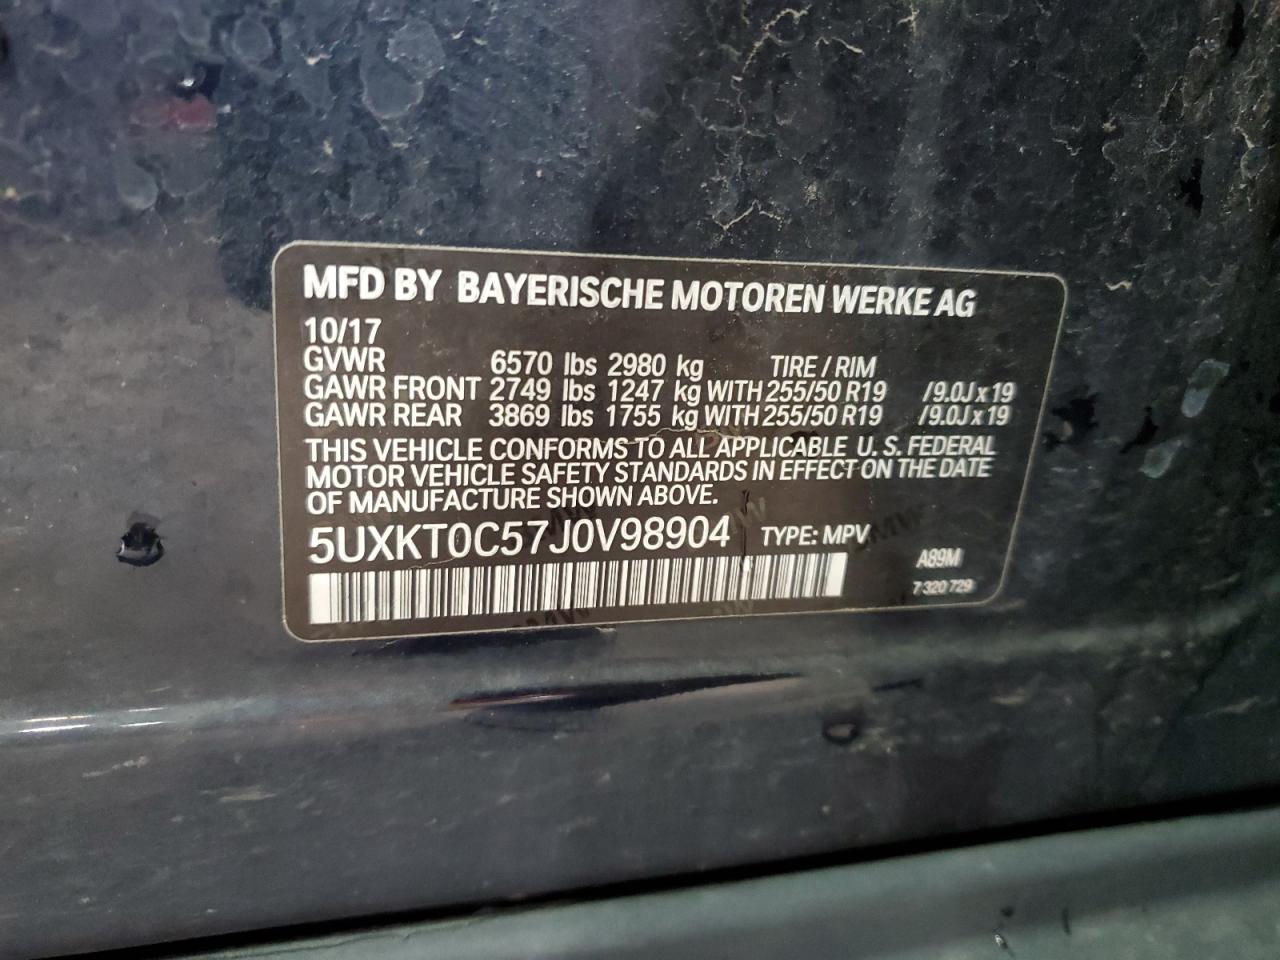 MFD BY BAYERISCHE MOTOREN WERKE AG
10/17
GVWR 6570 lbs 2980 kg TIRE / RIM
GAWR FRONT 2749 lbs 1247 kg WITH 255/50 R19 /9.0J x 19
GAWR REAR 3869 lbs 1755 kg WITH 255/50 R19 /9.0J x 19
THIS VEHICLE CONFORMS TO ALL APPLICABLE U.S. FEDERAL
MOTOR VEHICLE SAFETY STANDARDS IN EFFECT ON THE DATE
OF MANUFACTURE SHOWN ABOVE.
5UXKT0C57J0V98904 TYPE: MPV
A89M
7 320 729